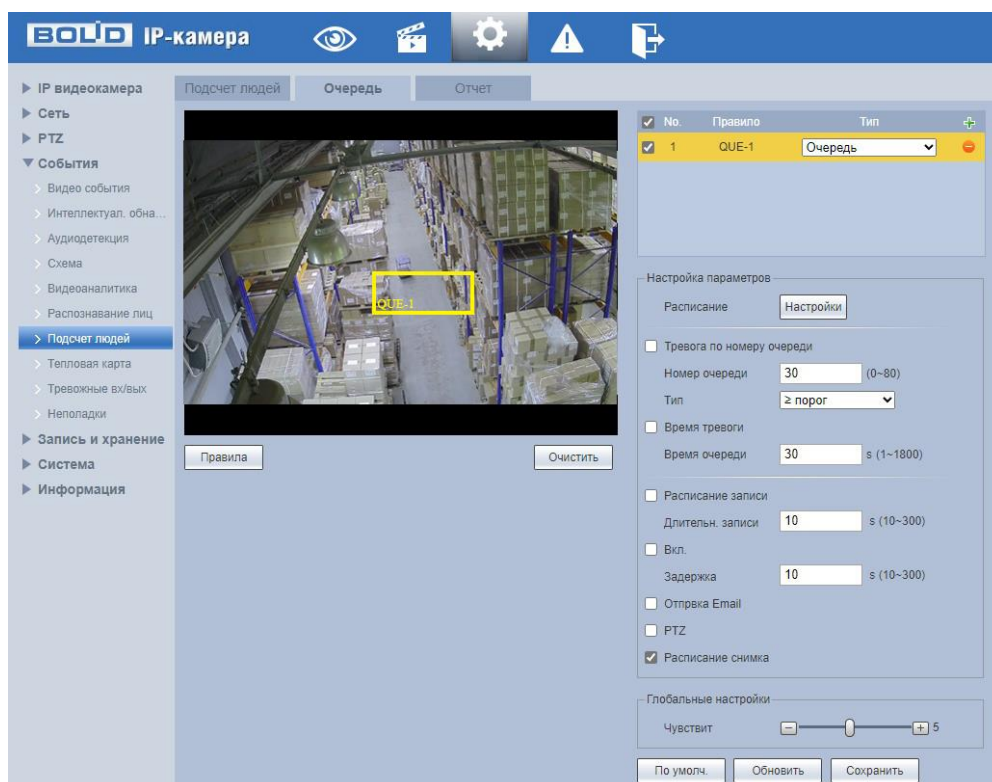 BOLID IP-камера
IP видеокамера
Сеть
PTZ
События
Видео события
Интеллектуал. обна...
Аудиодетекция
Схема
Видеоаналитика
Распознавание лиц
Подсчет людей
Тепловая карта
Тревожные вх/вых
Неполадки
Запись и хранение
Система
Информация
Подсчет людей Очередь Отчет
QUE-1
Правила Очистить
No. Правило Тип
1 QUE-1 Очередь
Настройка параметров
Расписание Настройки
Тревога по номеру очереди
Номер очереди 30 (0~80)
Тип ≥ порог
Время тревоги
Время очереди 30 s (1~1800)
Расписание записи
Длительн. записи 10 s (10~300)
Вкл.
Задержка 10 s (10~300)
Отпрвка Email
PTZ
Расписание снимка
Глобальные настройки
Чувствит 5
По умолч. Обновить Сохранить